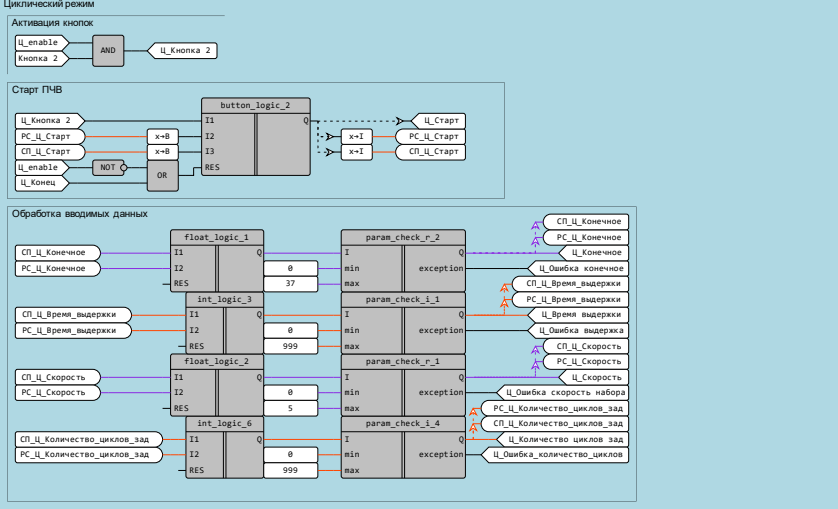 Циклический режим
Активация кнопок
Ц_enable
Кнопка 2
AND
Ц_Кнопка 2
Старт ПЧВ
button_logic_2
Ц_Кнопка 2
I1
Q
Ц_Старт
РС_Ц_Старт
x→B
I2
x→I
РС_Ц_Старт
СП_Ц_Старт
x→B
I3
x→I
СП_Ц_Старт
Ц_enable
NOT
OR
RES
Ц_Конец
Обработка вводимых данных
СП_Ц_Конечное
float_logic_1
param_check_r_2
РС_Ц_Конечное
СП_Ц_Конечное
I1
Q
I
Q
Ц_Конечное
РС_Ц_Конечное
I2
0
min
exception
Ц_Ошибка конечное
RES
37
max
СП_Ц_Время_выдержки
int_logic_3
param_check_i_1
РС_Ц_Время_выдержки
СП_Ц_Время_выдержки
I1
Q
I
Q
Ц_Время выдержки
РС_Ц_Время_выдержки
I2
0
min
exception
Ц_Ошибка выдержка
RES
999
max
СП_Ц_Скорость
float_logic_2
param_check_r_1
РС_Ц_Скорость
СП_Ц_Скорость
I1
Q
I
Q
Ц_Скорость
РС_Ц_Скорость
I2
0
min
exception
Ц_Ошибка скорость набора
RES
5
max
РС_Ц_Количество_циклов_зад
int_logic_6
param_check_i_4
СП_Ц_Количество_циклов_зад
СП_Ц_Количество_циклов_зад
I1
Q
I
Q
Ц_Количество циклов зад
РС_Ц_Количество_циклов_зад
I2
0
min
exception
Ц_Ошибка_количество_циклов
RES
999
max